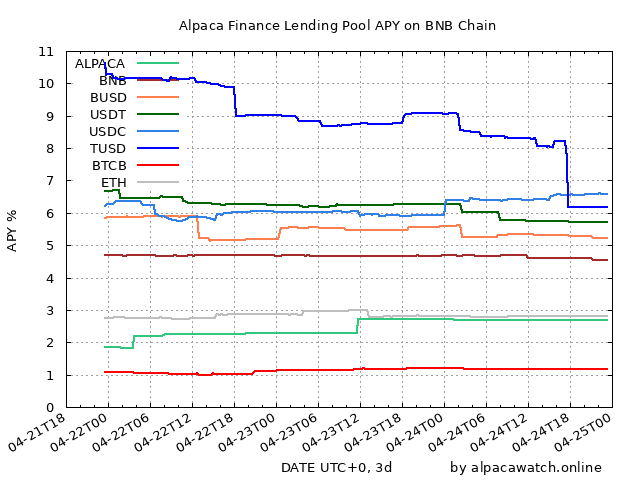 Alpaca Finance Lending Pool APY on BNB Chain
11
10
9
8
7
6
5
4
3
2
1
0
APY %
ALPACA
BNB
BUSD
USDT
USDC
TUSD
BTCB
ETH
04-21T18
04-22T00
04-22T06
04-22T12
04-22T18
04-23T00
04-23T06
04-23T12
04-23T18
04-24T00
04-24T06
04-24T12
04-24T18
04-25T00
DATE UTC+0, 3d
by alpacawatch.online